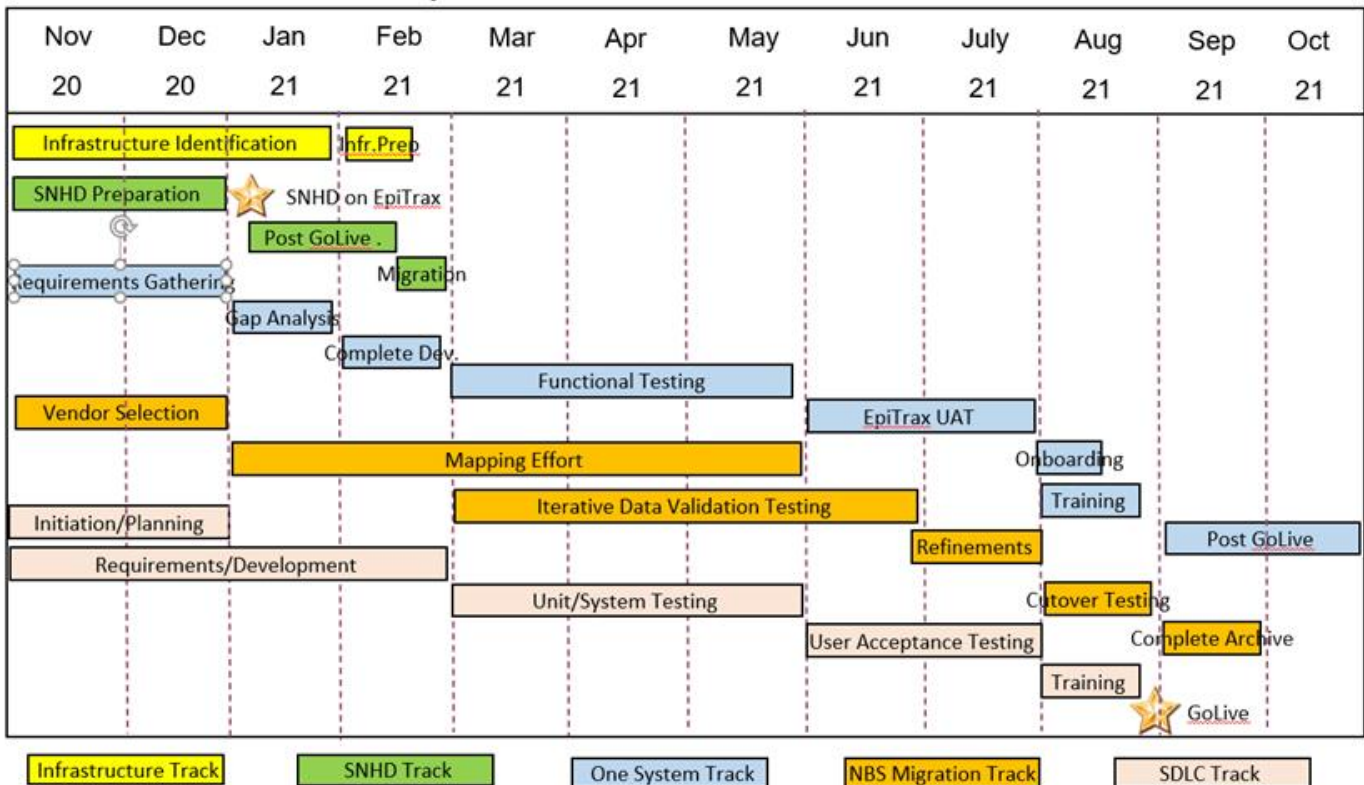 Nov Dec Jan Feb Mar Apr May Jun July Aug Sep Oct
20 20 21 21 21 21 21 21 21 21 21 21
Infrastructure Identification Infr.Prep
SNHD Preparation SNHD on EpiTrax
Post GoLive .
Requirements Gathering Migration
Gap Analysis
Complete Dev.
Functional Testing
Vendor Selection EpiTrax UAT
Mapping Effort Onboarding
Iterative Data Validation Testing Training
Initiation/Planning
Refinements Post GoLive
Requirements/Development
Unit/System Testing Cutover Testing
User Acceptance Testing Complete Archive
Training
GoLive
Infrastructure Track SNHD Track One System Track NBS Migration Track SDLC Track